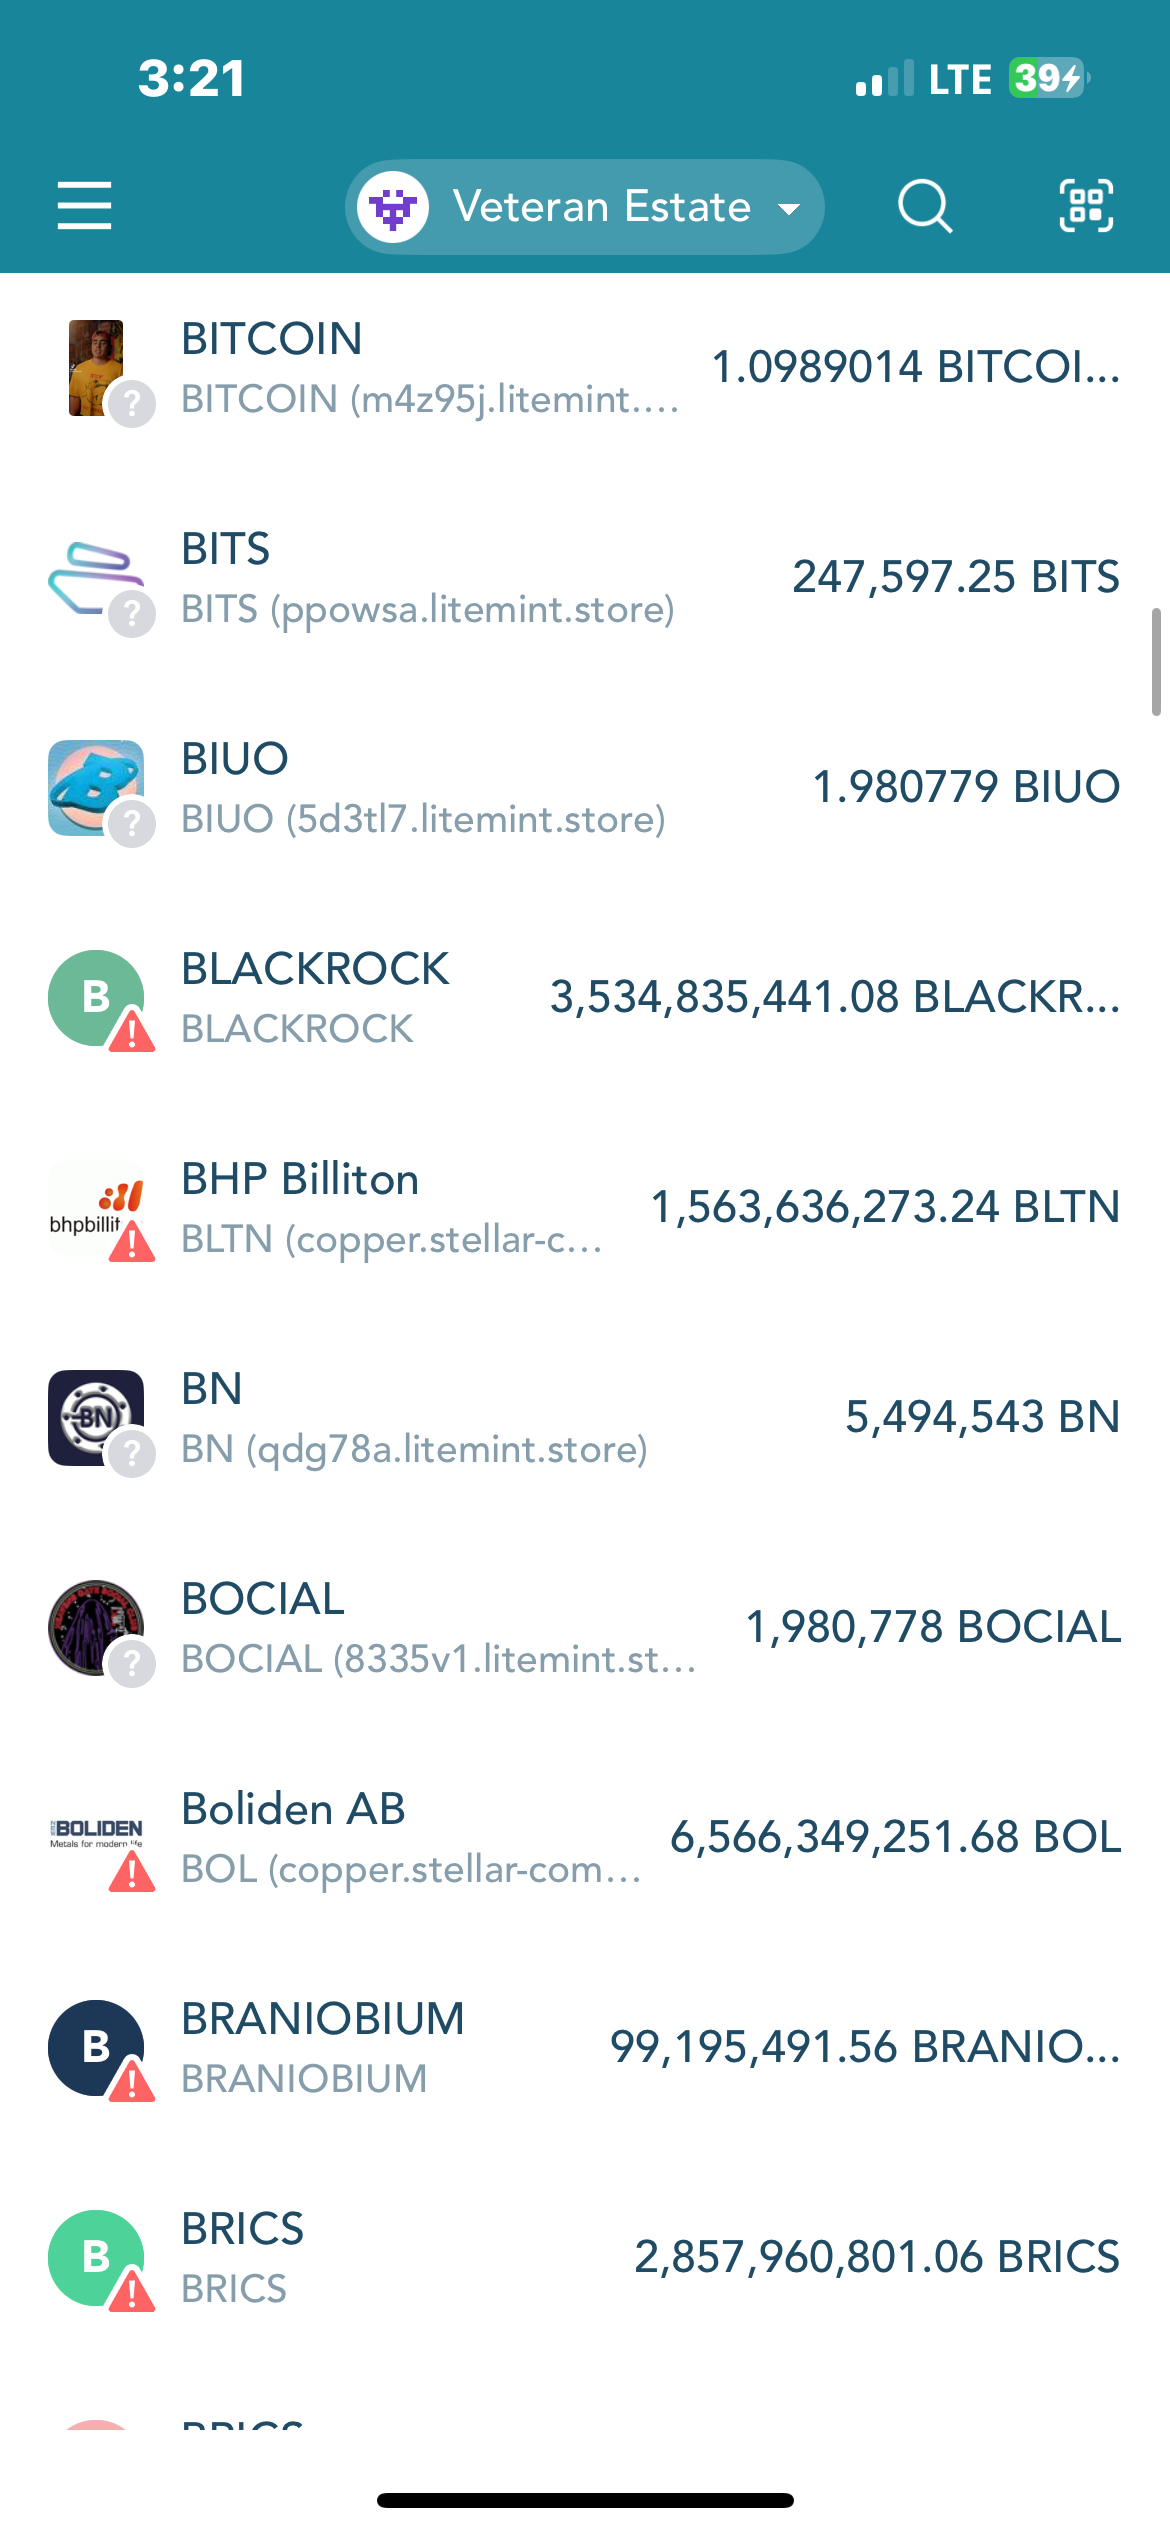 3:21
LTE 39
Veteran Estate
BITCOIN
1.0989014 BITCOI...
BITCOIN (m4z95j.litemint....
BITS
247,597.25 BITS
BITS (ppowsa.litemint.store)
BIUO
1.980779 BIUO
BIUO (5d3tl7.litemint.store)
B
BLACKROCK
3,534,835,441.08 BLACKR...
BLACKROCK
BHP Billiton
1,563,636,273.24 BLTN
bhpbillit
BLTN (copper.stellar-c...
BN
BN
5,494,543 BN
BN (qdg78a.litemint.store)
BOCIAL
1,980,778 BOCIAL
BOCIAL (8335v1.litemint.st...
Boliden AB
6,566,349,251.68 BOL
BOLIDEN
Metals for modern life
BOL (copper.stellar-com...
B
BRANIOBIUM
99,195,491.56 BRANIO...
BRANIOBIUM
B
BRICS
2,857,960,801.06 BRICS
BRICS
BRICS